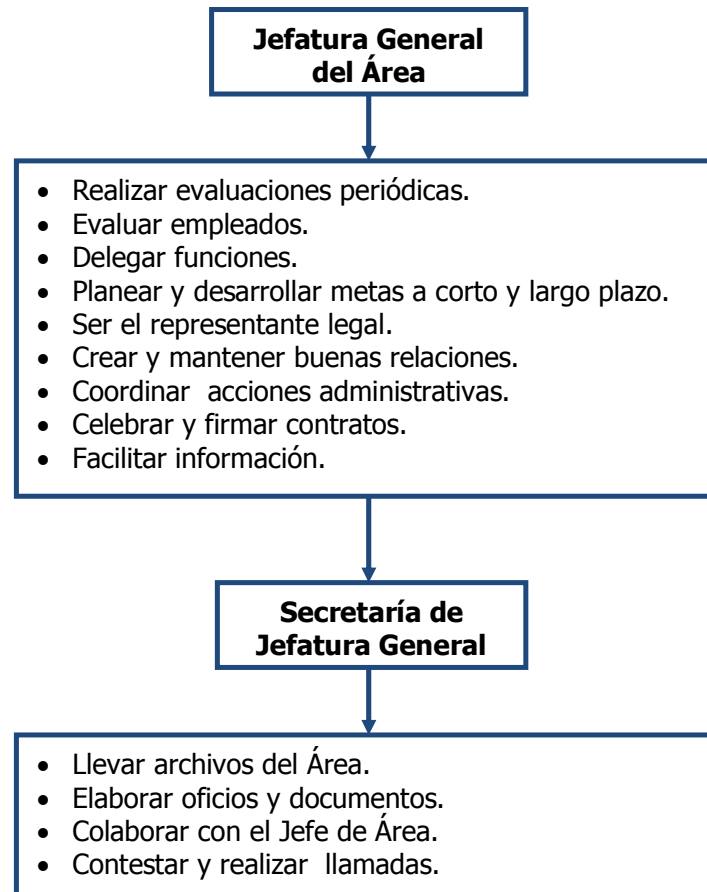 Jefatura General
del Área
• Realizar evaluaciones periódicas.
• Evaluar empleados.
• Delegar funciones.
• Planear y desarrollar metas a corto y largo plazo.
• Ser el representante legal.
• Crear y mantener buenas relaciones.
• Coordinar  acciones administrativas.
• Celebrar y firmar contratos.
• Facilitar información.
Secretaría de
Jefatura General
• Llevar archivos del Área.
• Elaborar oficios y documentos.
• Colaborar con el Jefe de Área.
• Contestar y realizar  llamadas.